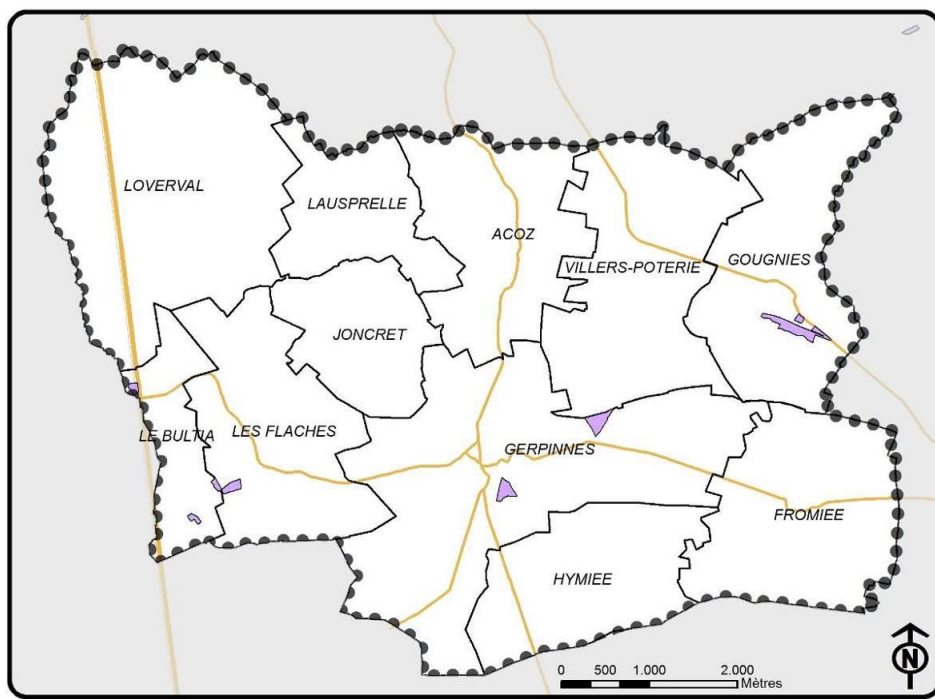 LOVERVAL
LAUSPRELLE
ACOZ
VILLERS-POTERIE
GOUGNIES
JONCRET
LE BULTIA
LES FLACHES
GERPINNES
FROMIEE
HYMIEE
0 500 1.000 2.000
Mètres
N